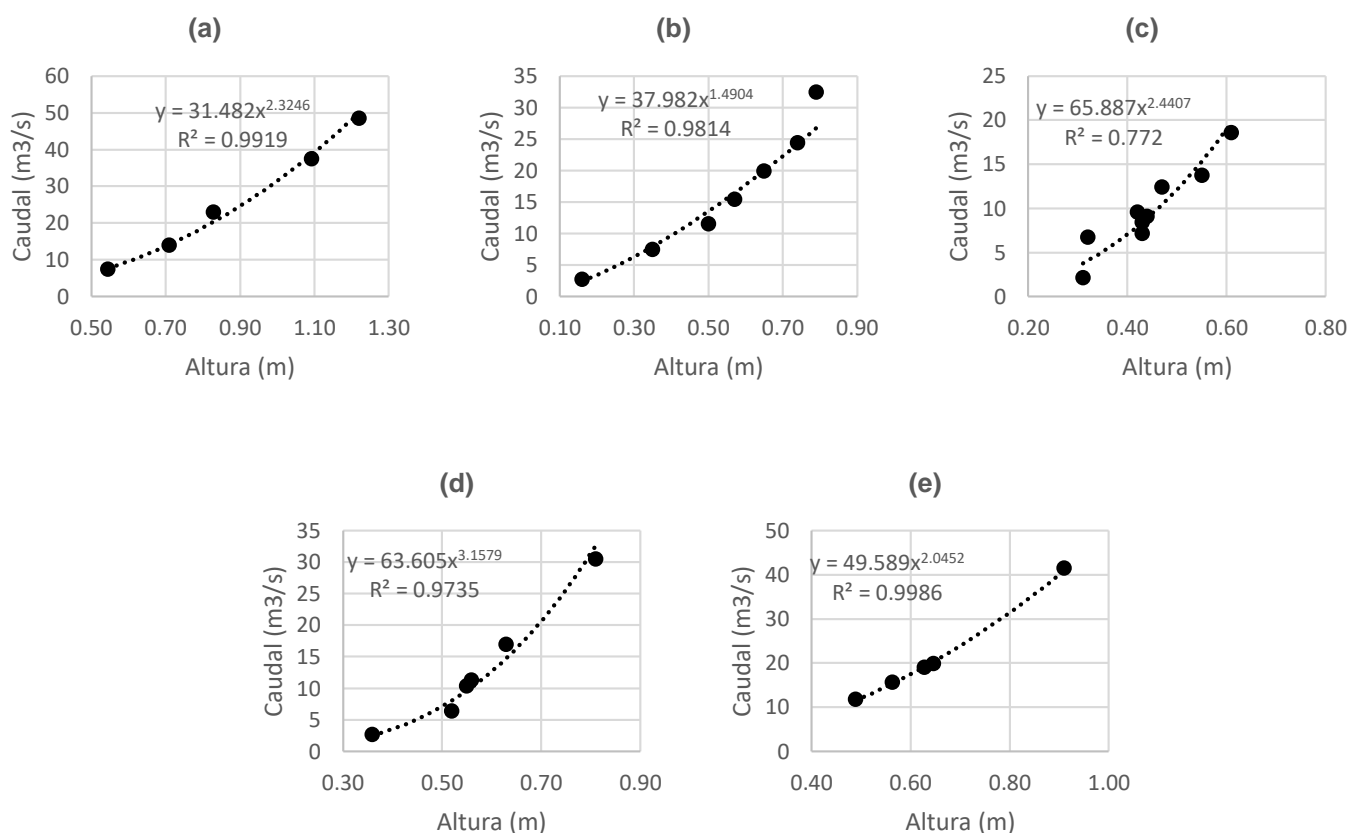 (a)
Caudal (m3/s)
60
50
40
30
20
10
0
y = 31.482x^2.3246
R² = 0.9919
0.50 0.70 0.90 1.10 1.30
Altura (m)
(b)
Caudal (m3/s)
35
30
25
20
15
10
5
0
y = 37.982x^1.4904
R² = 0.9814
0.10 0.30 0.50 0.70 0.90
Altura (m)
(c)
Caudal (m3/s)
25
20
15
10
5
0
y = 65.887x^2.4407
R² = 0.772
0.20 0.40 0.60 0.80
Altura (m)
(d)
Caudal (m3/s)
35
30
25
20
15
10
5
0
y = 63.605x^3.1579
R² = 0.9735
0.30 0.50 0.70 0.90
Altura (m)
(e)
Caudal (m3/s)
50
40
30
20
10
0
y = 49.589x^2.0452
R² = 0.9986
0.40 0.60 0.80 1.00
Altura (m)